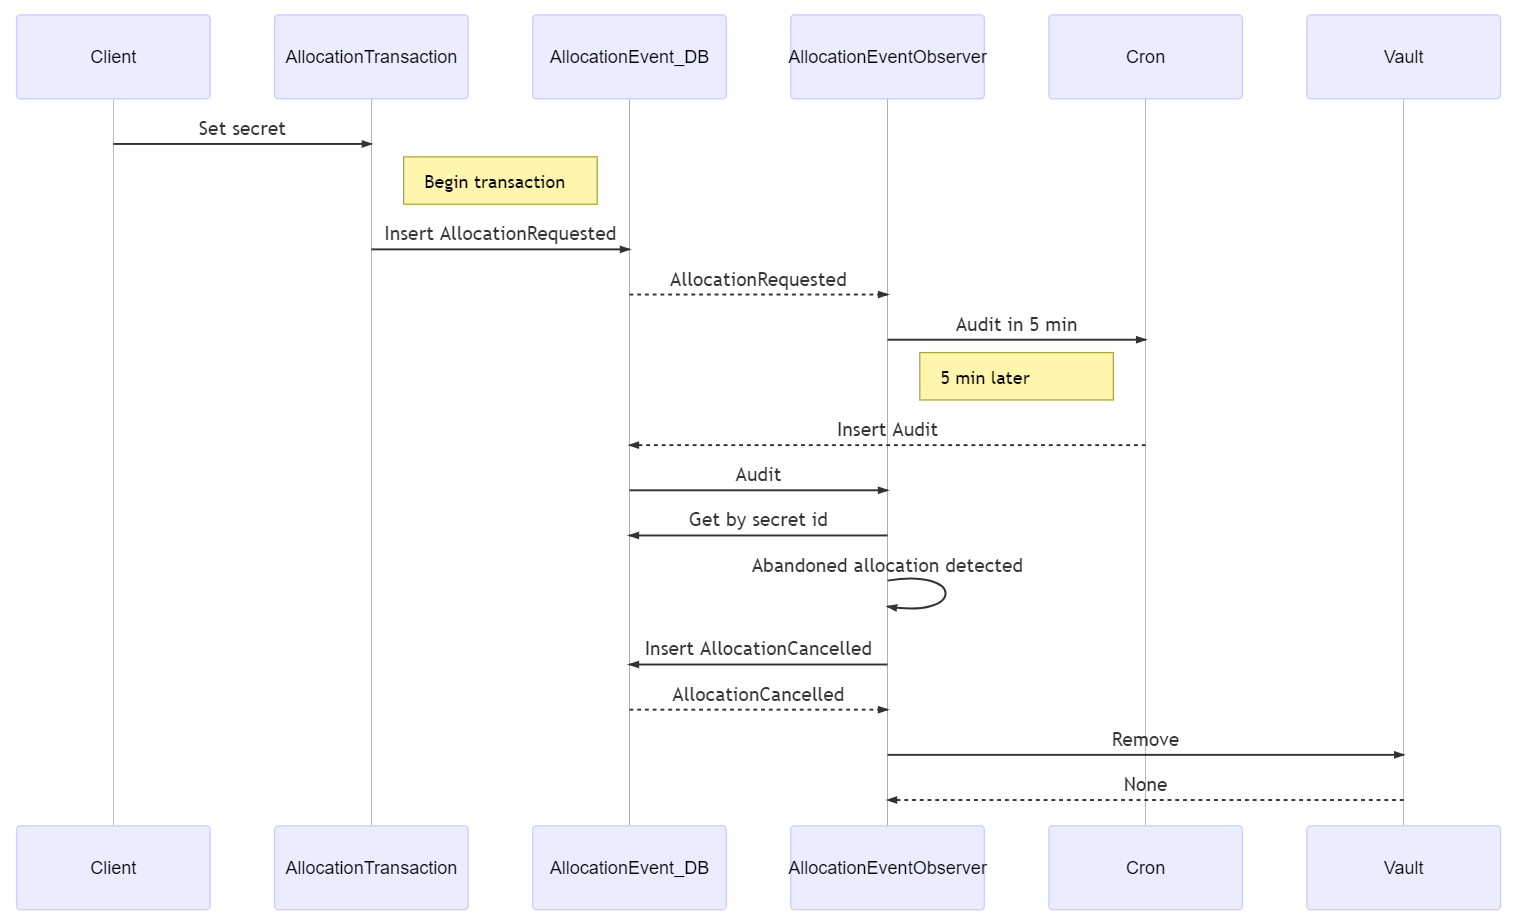 Client
AllocationTransaction
AllocationEvent_DB
AllocationEventObserver
Cron
Vault
Set secret
Begin transaction
Insert AllocationRequested
AllocationRequested
Audit in 5 min
5 min later
Insert Audit
Audit
Get by secret id
Abandoned allocation detected
Insert AllocationCancelled
AllocationCancelled
Remove
None
Client
AllocationTransaction
AllocationEvent_DB
AllocationEventObserver
Cron
Vault